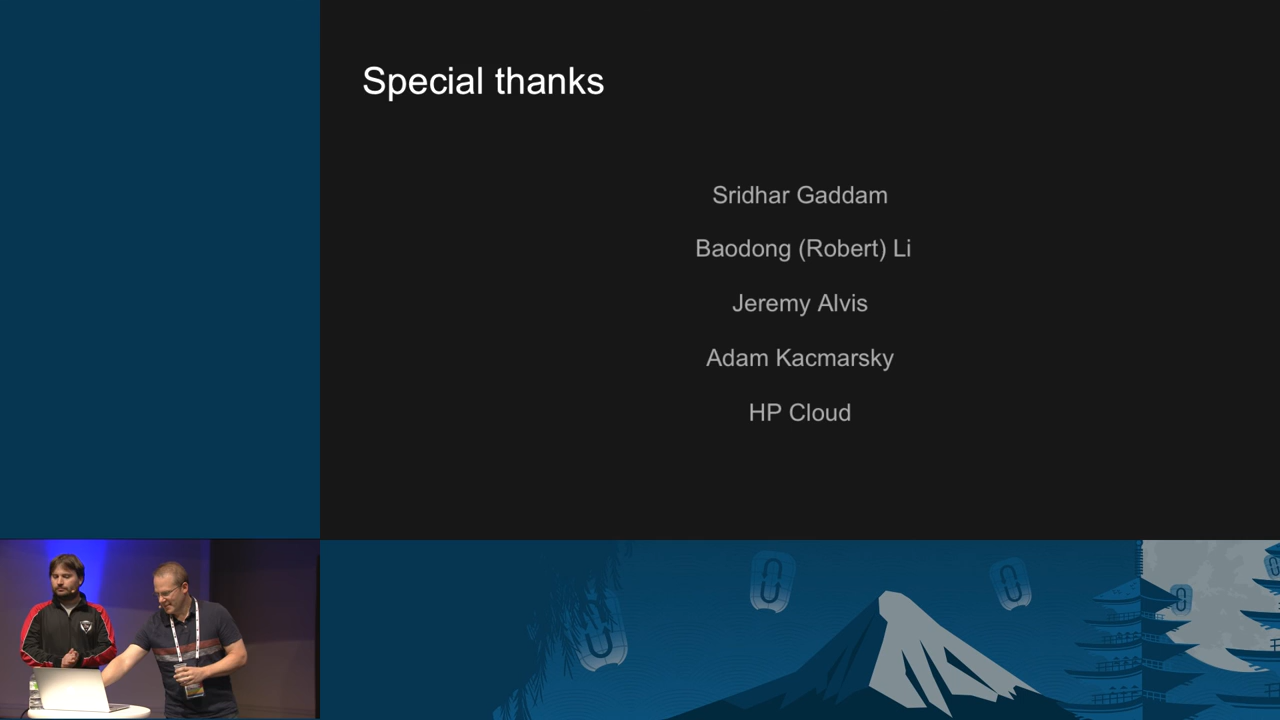 Special thanks
Sridhar Gaddam
Baodong (Robert) Li
Jeremy Alvis
Adam Kacmarsky
HP Cloud